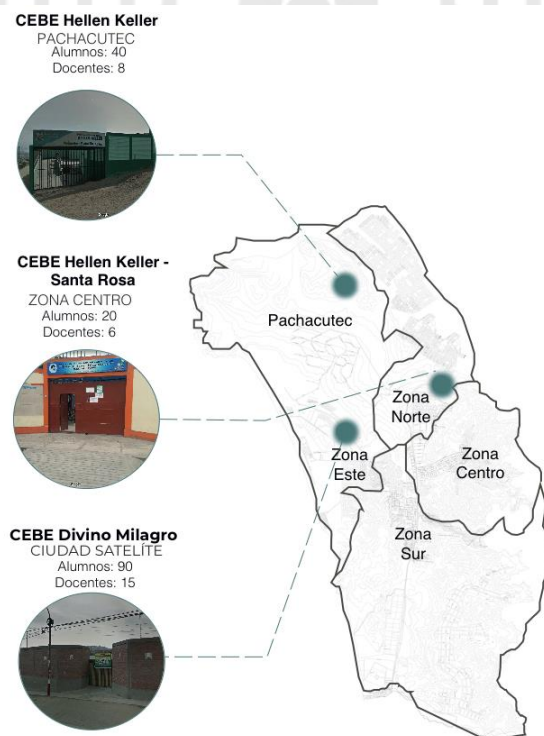 CEBE Hellen Keller
PACHACUTEC
Alumnos: 40
Docentes: 8
CEBE Hellen Keller -
Santa Rosa
ZONA CENTRO
Alumnos: 20
Docentes: 6
CEBE Divino Milagro
CIUDAD SATELÍTE
Alumnos: 90
Docentes: 15
Pachacutec
Zona
Norte
Zona
Este
Zona
Centro
Zona
Sur